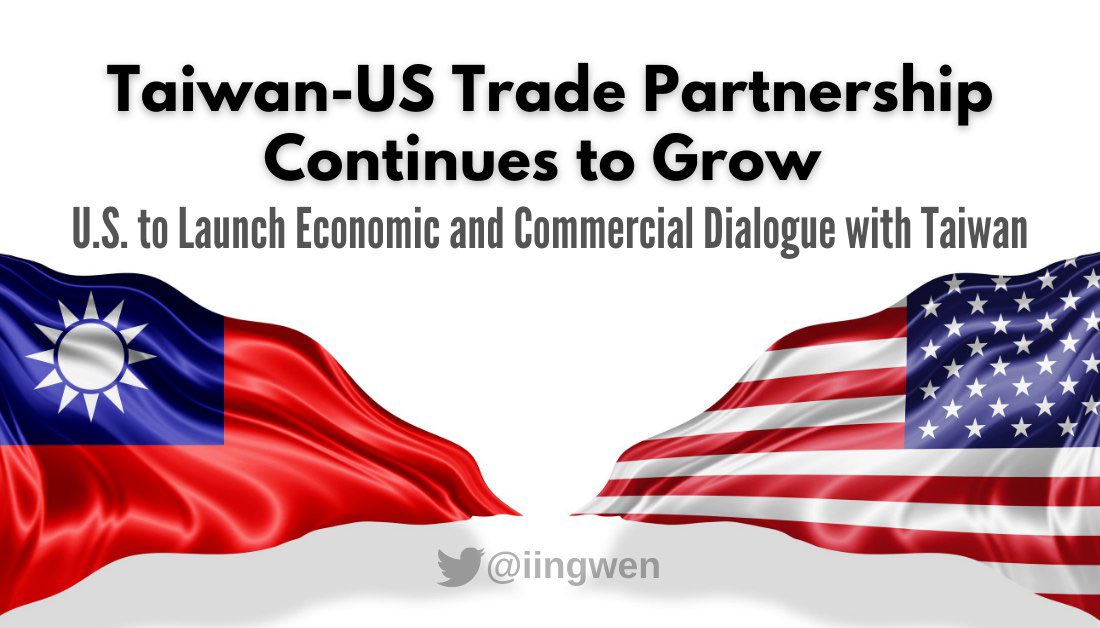 Taiwan-US Trade Partnership
Continues to Grow
U.S. to Launch Economic and Commercial Dialogue with Taiwan
@iingwen